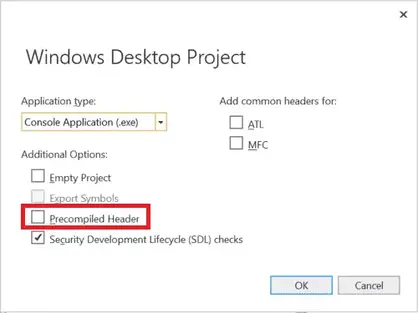 Windows Desktop Project
Application type:
Console Application (.exe)
Add common headers for:
ATL
MFC
Additional Options:
Empty Project
Export Symbols
Precompiled Header
Security Development Lifecycle (SDL) checks
OK
Cancel